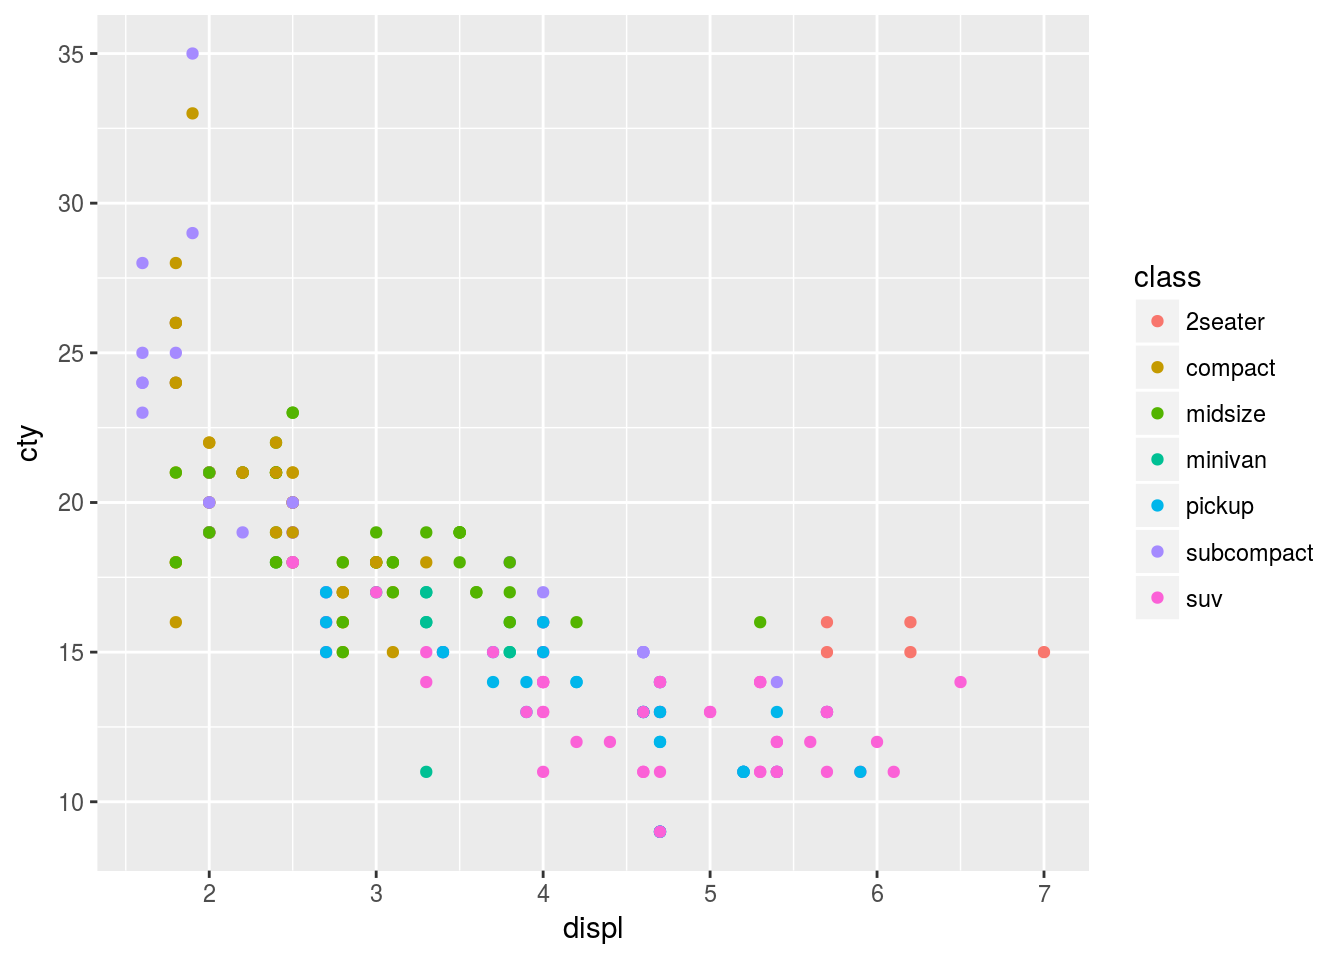 35
30
25
20
15
10
cty
2 3 4 5 6 7
displ
class
2seater
compact
midsize
minivan
pickup
subcompact
suv